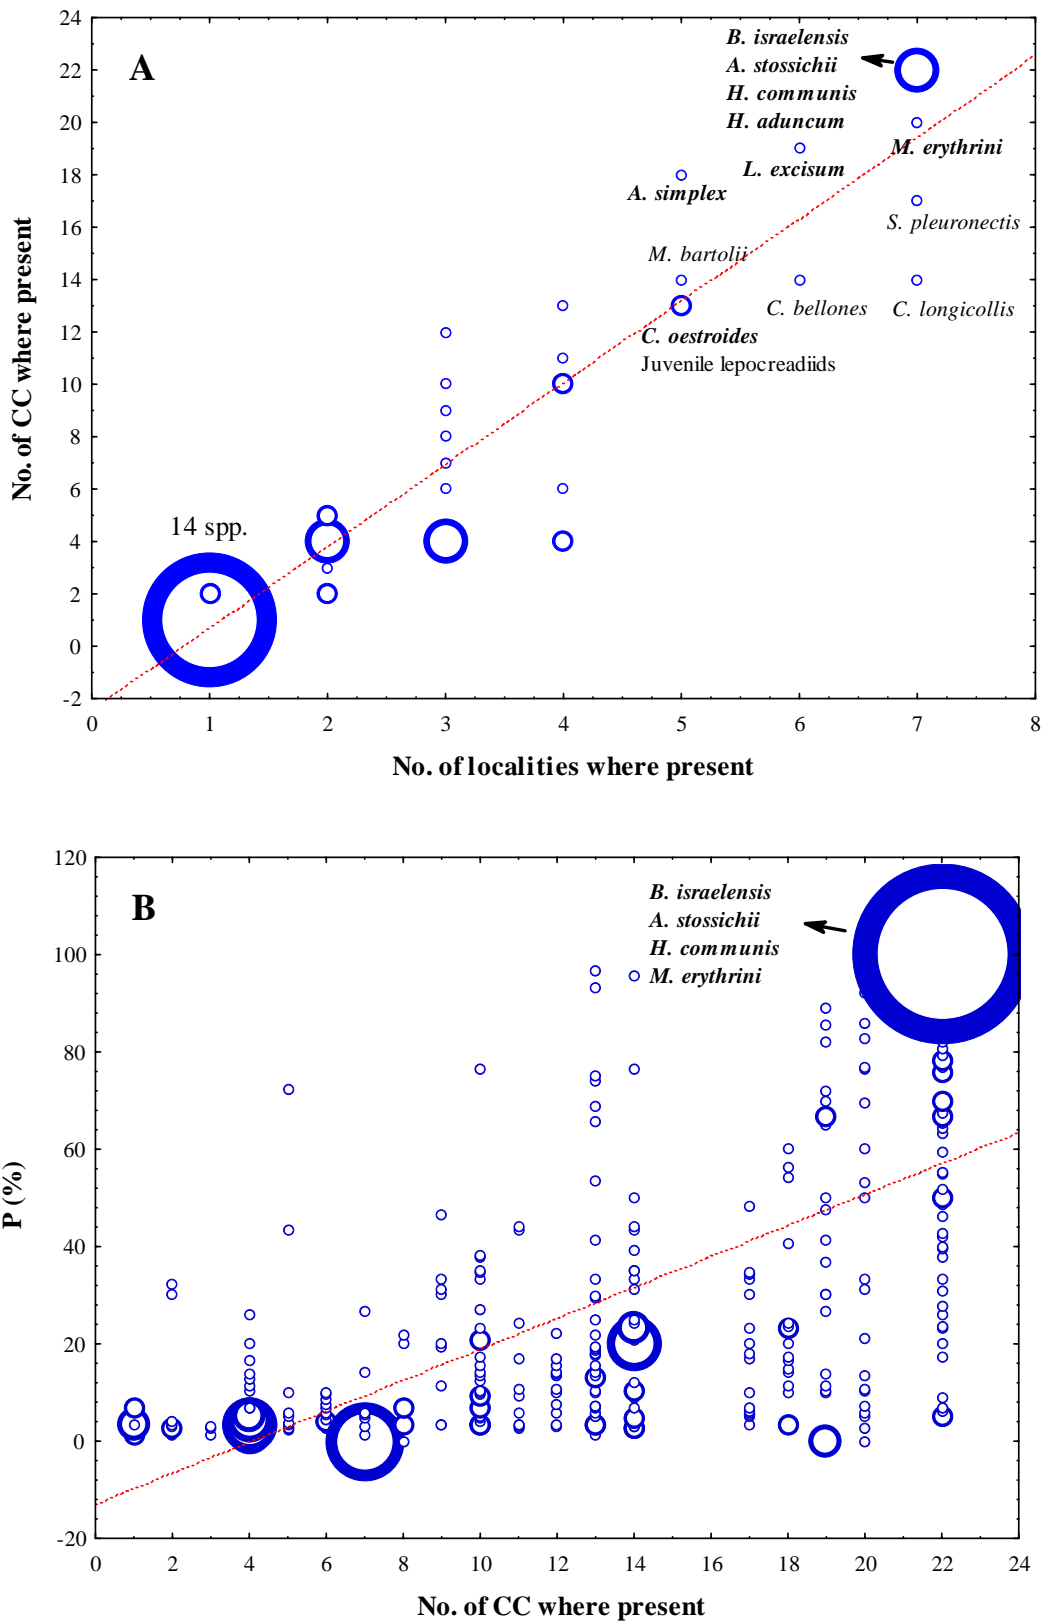 24
22
20
18
16
14
12
10
8
6
4
2
0
-2
No. of CC where present
A
B. israelensis
A. stossichii
H. communis
H. aduncum
M. erythrini
L. excisum
A. simplex
S. pleuronectis
M. bartolii
C. bellones
C. longicollis
C. oestroides
Juvenile lepocreadiids
14 spp.
0 1 2 3 4 5 6 7 8
No. of localities where present
120
100
80
60
40
20
0
-20
P (%)
B
B. israelensis
A. stossichii
H. communis
M. erythrini
0 2 4 6 8 10 12 14 16 18 20 22 24
No. of CC where present